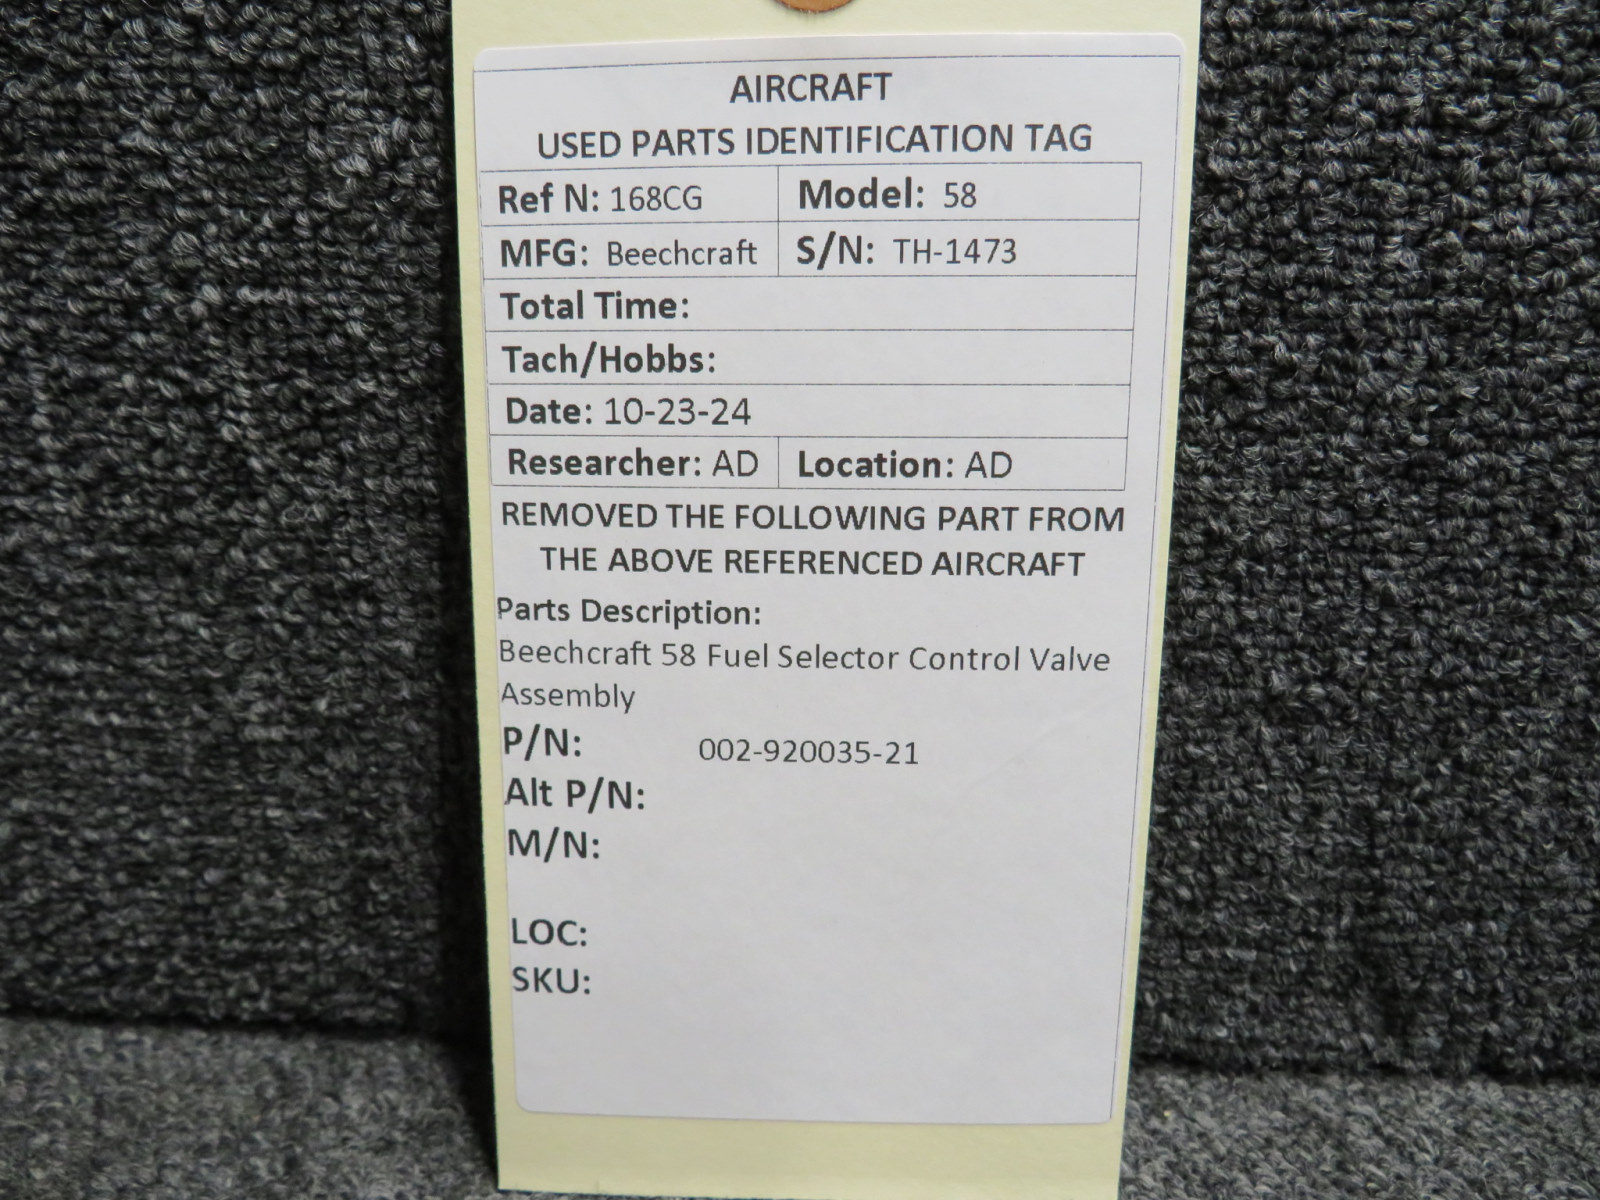 AIRCRAFT
USED PARTS IDENTIFICATION TAG
Ref N: 168CG Model: 58
MFG: Beechcraft S/N: TH-1473
Total Time:
Tach/Hobbs:
Date: 10-23-24
Researcher: AD Location: AD
REMOVED THE FOLLOWING PART FROM
THE ABOVE REFERENCED AIRCRAFT
Parts Description:
Beechcraft 58 Fuel Selector Control Valve
Assembly
P/N: 002-920035-21
Alt P/N:
M/N:
LOC:
SKU: